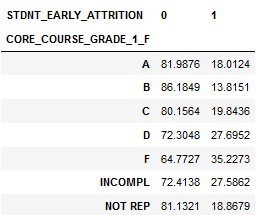 STDNT_EARLY_ATTRITION 0 1
CORE_COURSE_GRADE_1_F
A 81.9876 18.0124
B 86.1849 13.8151
C 80.1564 19.8436
D 72.3048 27.6952
F 64.7727 35.2273
INCOMPL 72.4138 27.5862
NOT REP 81.1321 18.8679